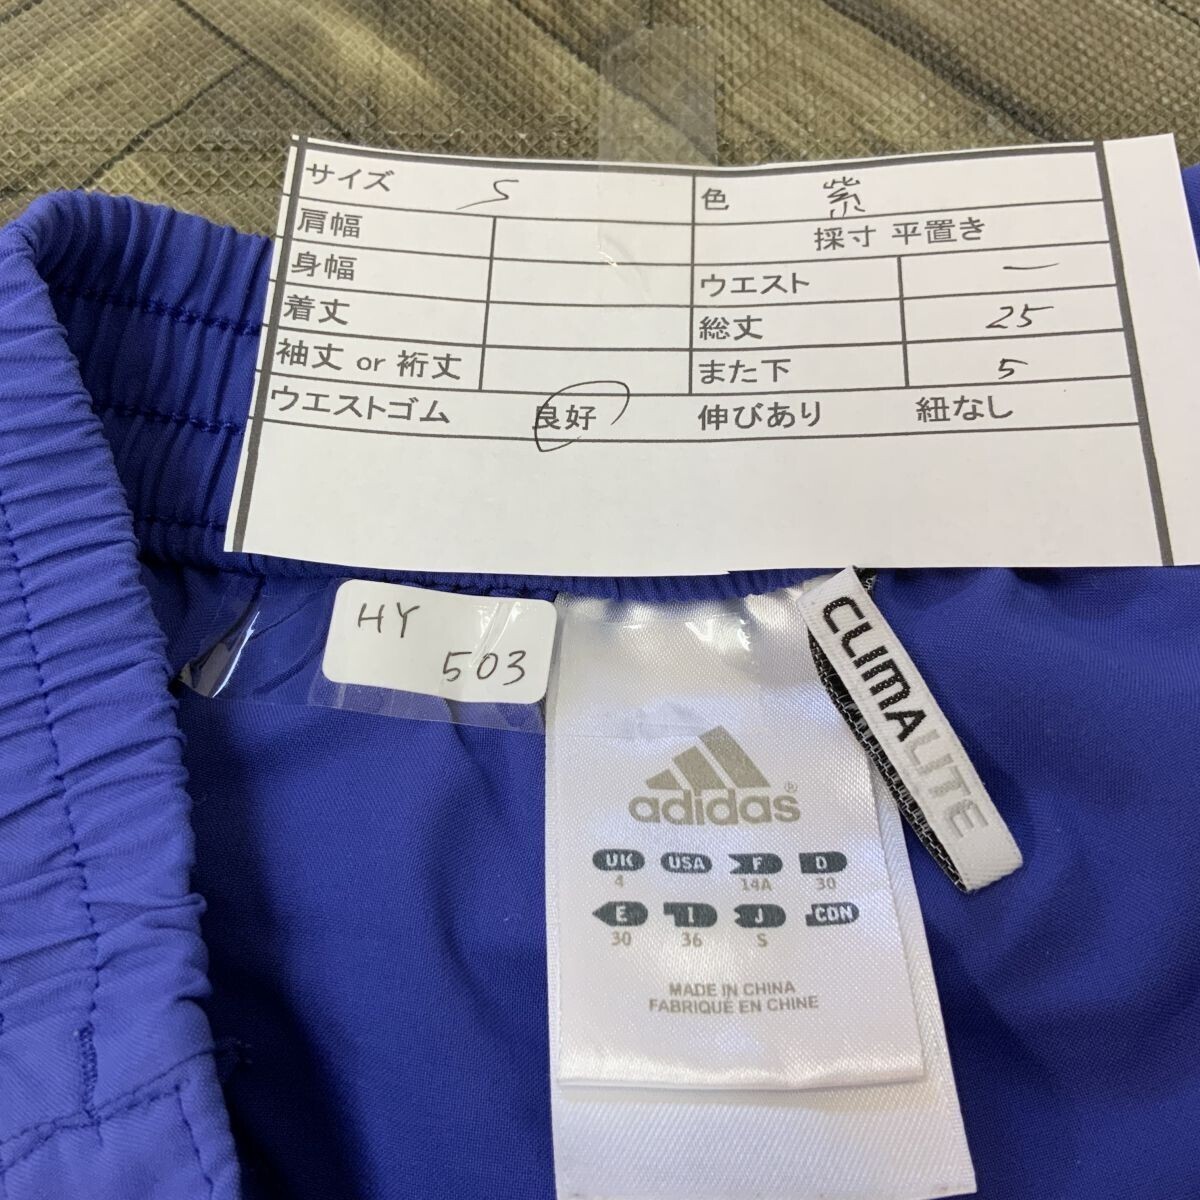 サイズ S 色 紫
肩幅 採寸 平置き
身幅 ウエスト ー
着丈 総丈 25
袖丈 or 裄丈 また下 5
ウエストゴム 良好 伸びあり 紐なし
HY
503
CLIMALITE
adidas®
UK USA F D
4 14A 30
E I J CDN
30 36 S
MADE IN CHINA
FABRIQUE EN CHINE